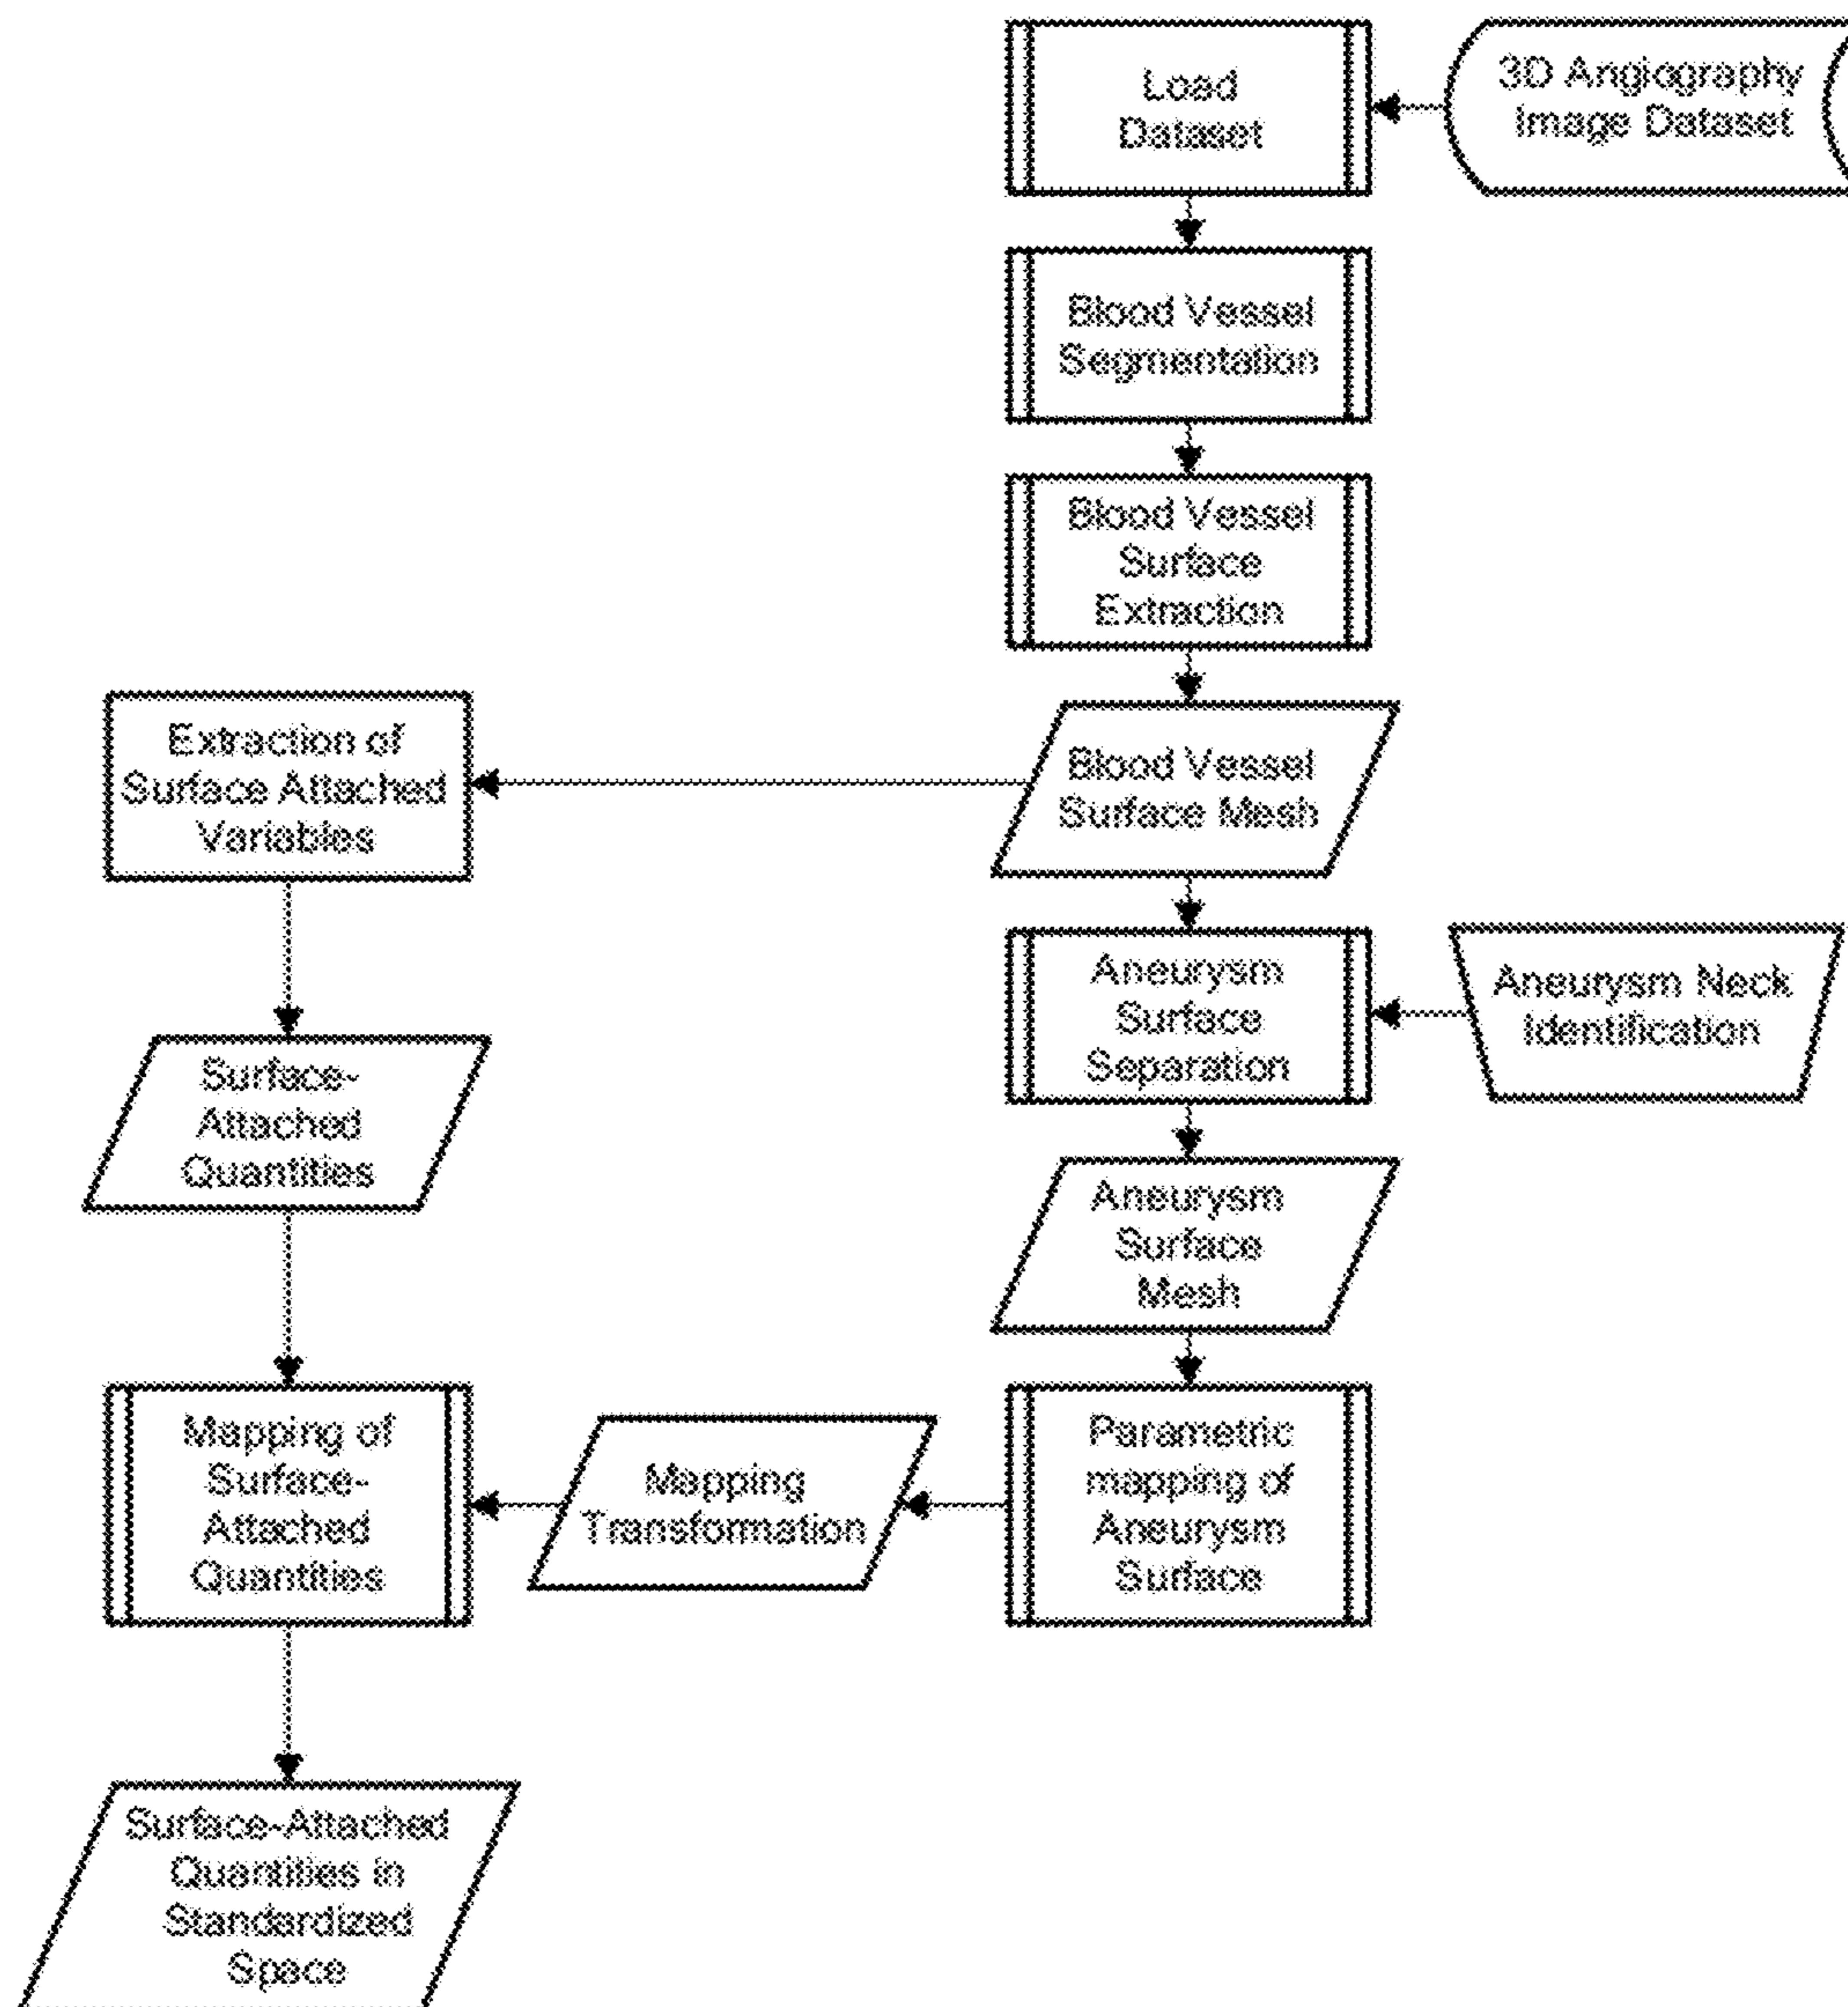 Load
Dataset
3D Angiography
Image Dataset
Blood Vessel
Segmentation
Blood Vessel
Surface
Extraction
Extraction of
Surface Attached
Variables
Blood Vessel
Surface Mesh
Aneurysm
Surface
Separation
Aneurysm Neck
Identification
Surface-
Attached
Quantities
Aneurysm
Surface
Mesh
Mapping of
Surface-
Attached
Quantities
Mapping
Transformation
Parametric
mapping of
Aneurysm
Surface
Surface-Attached
Quantities in
Standardized
Space